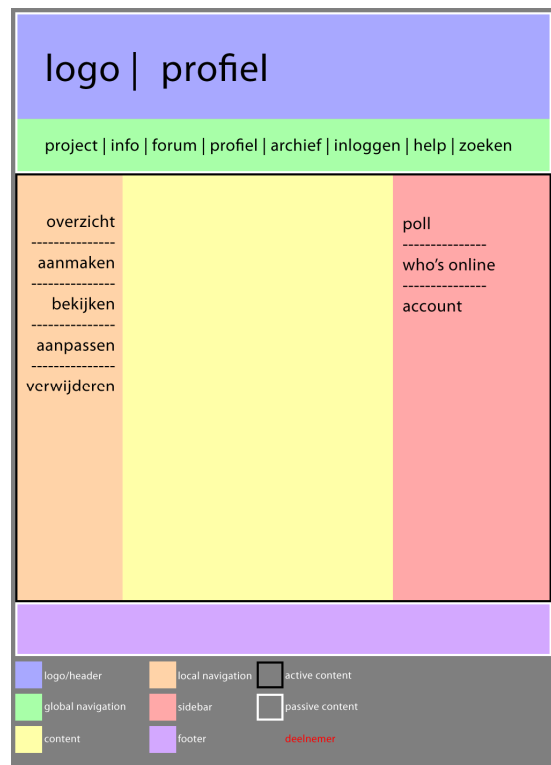 logo | profiel
project | info | forum | profiel | archief | inloggen | help | zoeken
overzicht
---------------
aanmaken
---------------
bekijken
---------------
aanpassen
---------------
verwijderen
poll
---------------
who's online
---------------
account
logo/header
local navigation
active content
global navigation
sidebar
passive content
content
footer
deelnemer